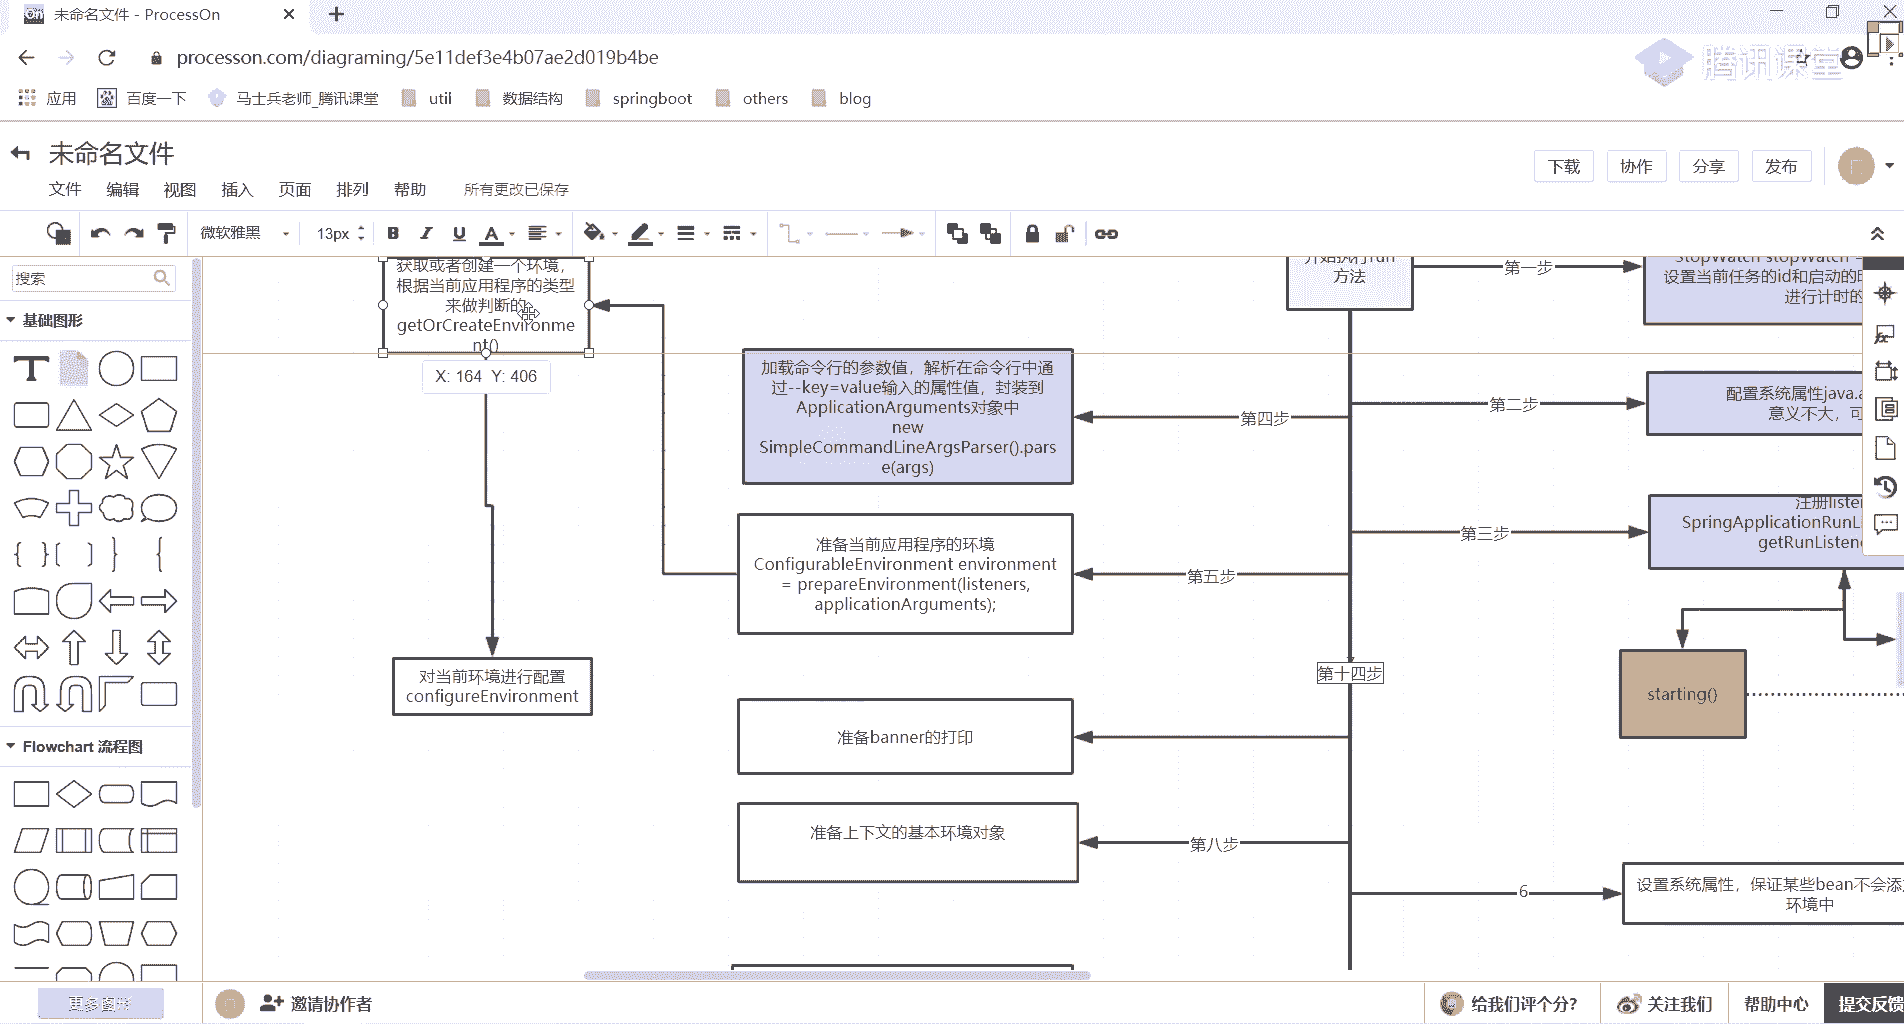 未命名文件 - ProcessOn
processon.com/diagraming/5e11def3e4b07ae2d019b4be
腾讯课堂
应用
百度一下
马士兵老师_腾讯课堂
util
数据结构
springboot
others
blog
未命名文件
下载
协作
分享
发布
文件
编辑
视图
插入
页面
排列
帮助
所有更改已保存
微软雅黑
13px
B
I
U
A
搜索
基础图形
Flowchart 流程图
更多图形
获取或者创建一个环境，
根据当前应用程序的类型
来做判断的
getOrCreateEnvironme
nt()
X: 164 Y: 406
对当前环境进行配置
configureEnvironment
加载命令行的参数值，解析在命令行中通
过--key=value输入的属性值，封装到
ApplicationArguments对象中
new
SimpleCommandLineArgsParser().pars
e(args)
第四步
准备当前应用程序的环境
ConfigurableEnvironment environment
= prepareEnvironment(listeners,
applicationArguments);
第五步
准备banner的打印
准备上下文的基本环境对象
第八步
开始执行run
方法
第十四步
第一步
StopWatch stopWatch =
设置当前任务的id和启动的时
进行计时的
第二步
配置系统属性java.a
意义不大，可
第三步
注册liste
SpringApplicationRunL
getRunListene
starting()
6
设置系统属性，保证某些bean不会添
环境中
邀请协作者
给我们评个分?
关注我们
帮助中心
提交反馈